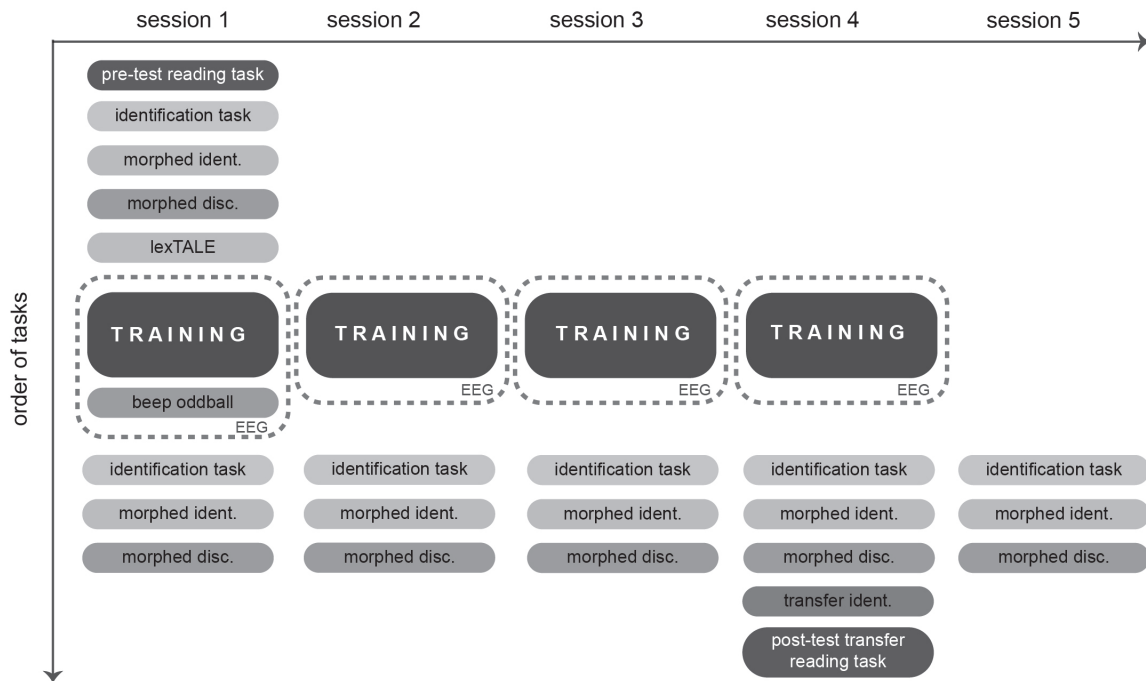 session 1
session 2
session 3
session 4
session 5
order of tasks
pre-test reading task
identification task
morphed ident.
morphed disc.
lexTALE
TRAINING
beep oddball
EEG
TRAINING
EEG
TRAINING
EEG
TRAINING
EEG
identification task
morphed ident.
morphed disc.
identification task
morphed ident.
morphed disc.
identification task
morphed ident.
morphed disc.
identification task
morphed ident.
morphed disc.
transfer ident.
post-test transfer
reading task
identification task
morphed ident.
morphed disc.